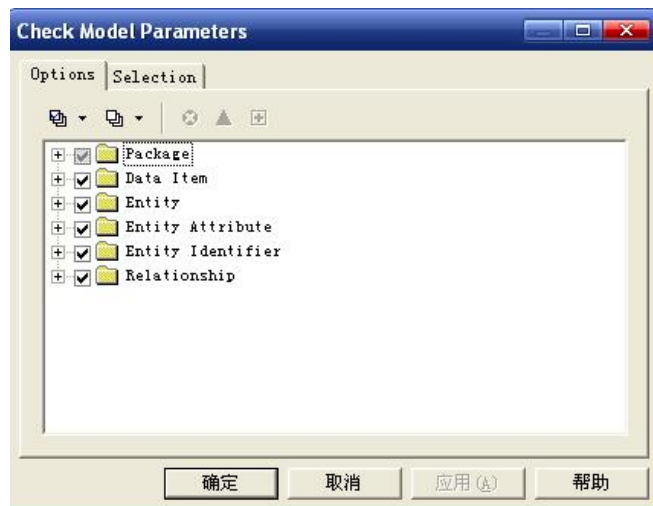 Check Model Parameters
Options Selection
Package
Data Item
Entity
Entity Attribute
Entity Identifier
Relationship
确定 取消 应用(A) 帮助